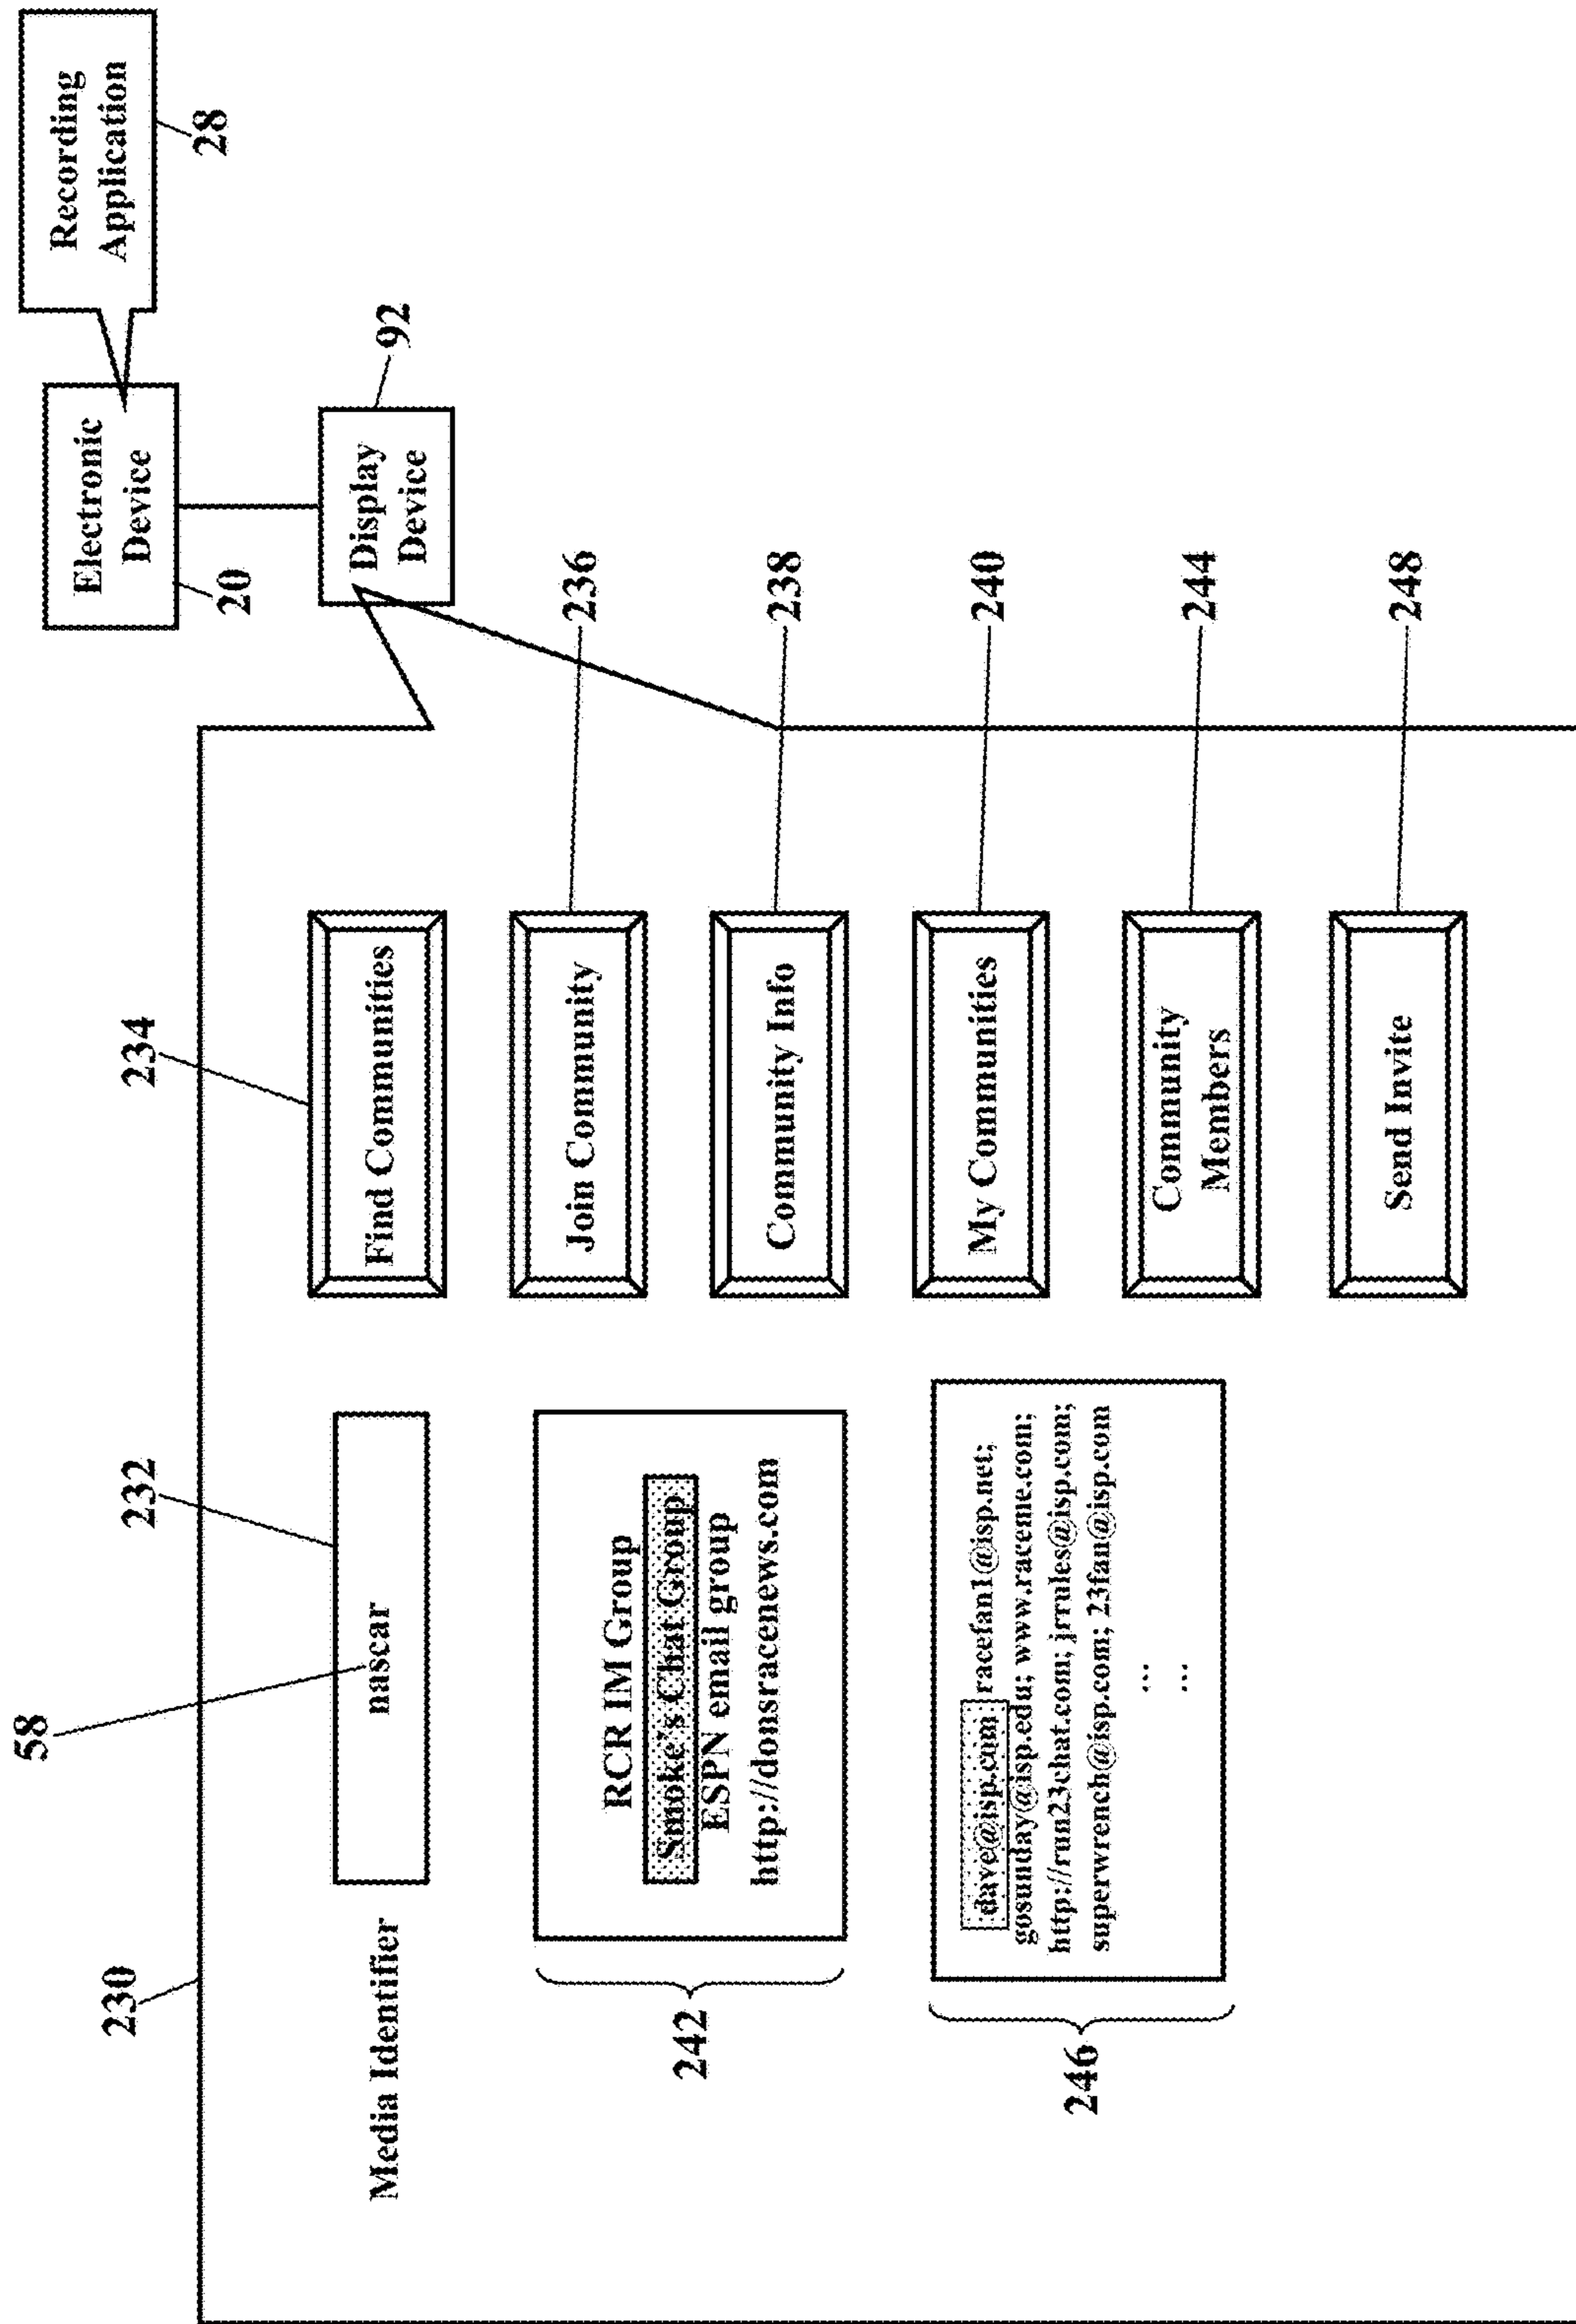 Recording
Application
28
Electronic
Device
20
Display
Device
92
58
230
232
234
Media Identifier
nascar
Find Communities
236
Join Community
242
RCR IM Group
Smoke's Chat Group
ESPN email group
http://donsracenews.com
238
Community Info
240
My Communities
246
dave@isp.com racefan1@isp.net;
gosunday@isp.edu; www.raceme.com;
http://run23chat.com; jrrules@isp.com;
superwrench@isp.com; 23fan@isp.com
...
...
244
Community
Members
248
Send Invite